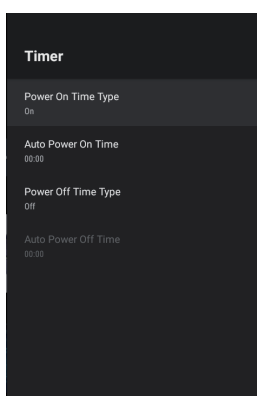 Timer
Power On Time Type
On
Auto Power On Time
00:00
Power Off Time Type
Off
Auto Power Off Time
00:00